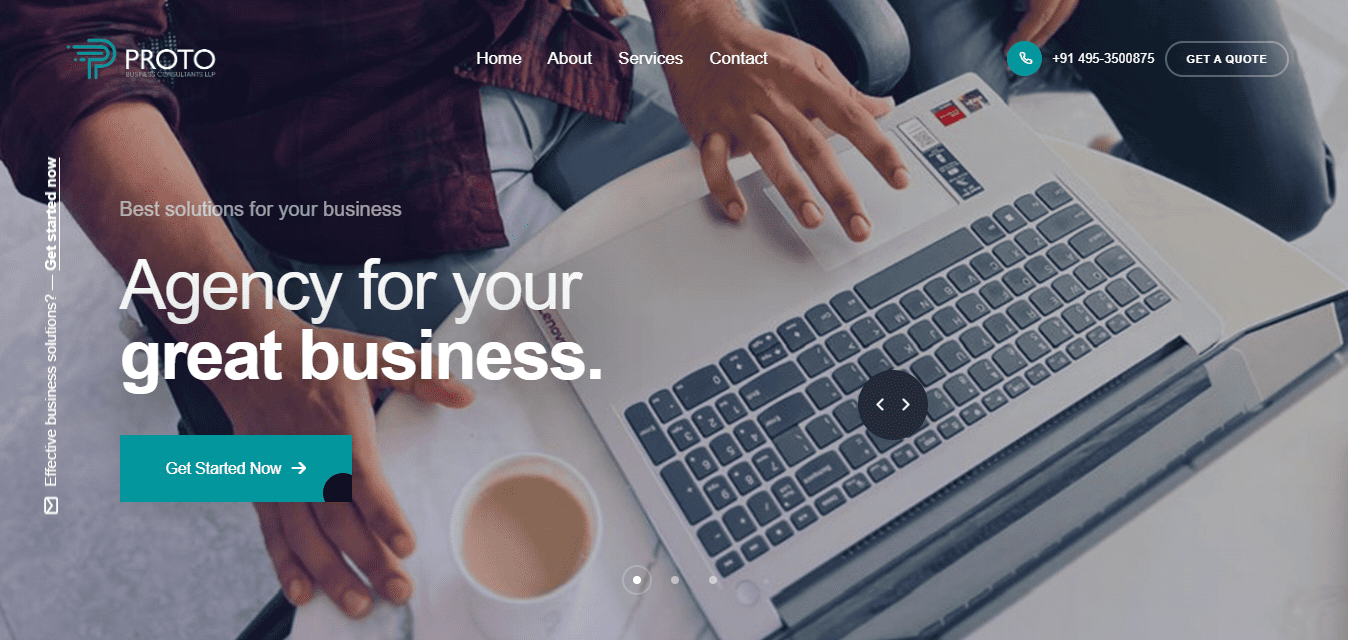 PROTO
BUSINESS CONSULTANTS LLP
Home
About
Services
Contact
+91 495-3500875
GET A QUOTE
Effective business solutions? — Get started now
Best solutions for your business
Agency for your
great business.
Get Started Now
Lenovo